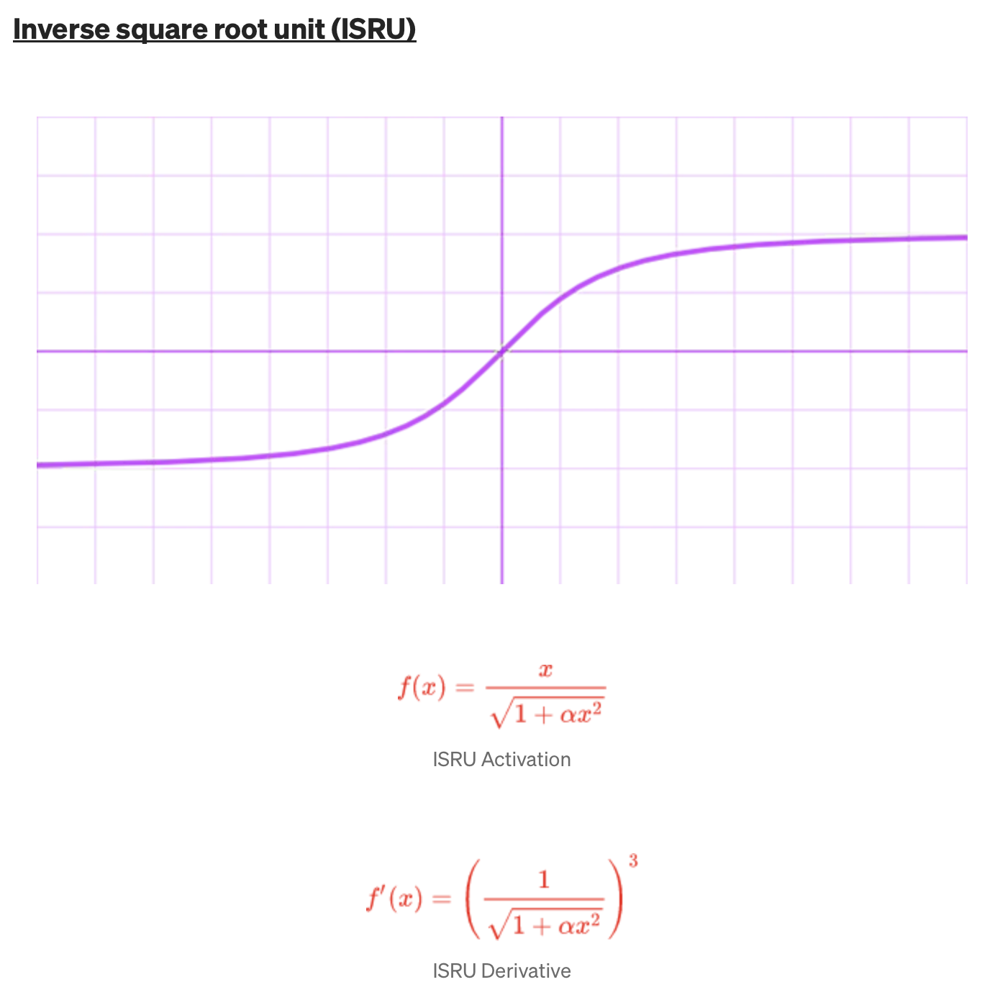 Inverse square root unit (ISRU)
f(x) = x / √(1 + αx²)
ISRU Activation
f′(x) = (1 / √(1 + αx²))³
ISRU Derivative